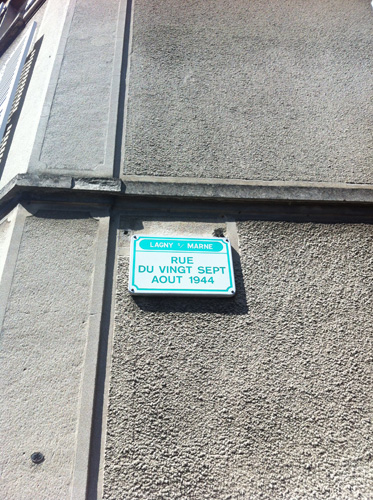 LAGNY S/ MARNE
RUE
DU VINGT SEPT
AOUT 1944